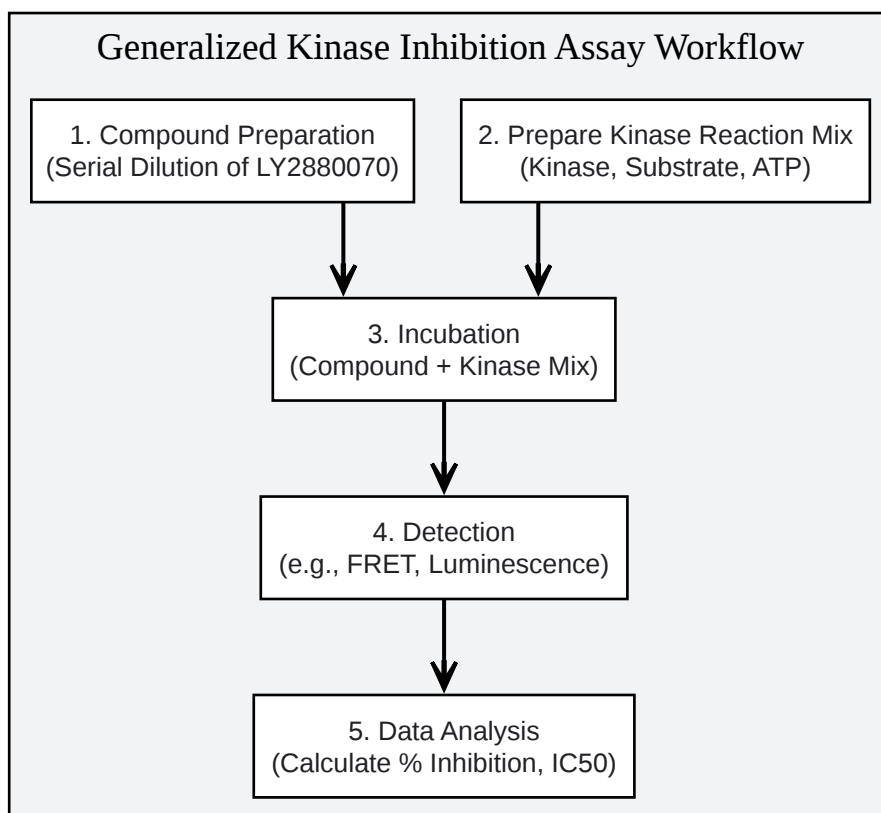 Generalized Kinase Inhibition Assay Workflow
1. Compound Preparation
(Serial Dilution of LY2880070)
2. Prepare Kinase Reaction Mix
(Kinase, Substrate, ATP)
3. Incubation
(Compound + Kinase Mix)
4. Detection
(e.g., FRET, Luminescence)
5. Data Analysis
(Calculate % Inhibition, IC50)